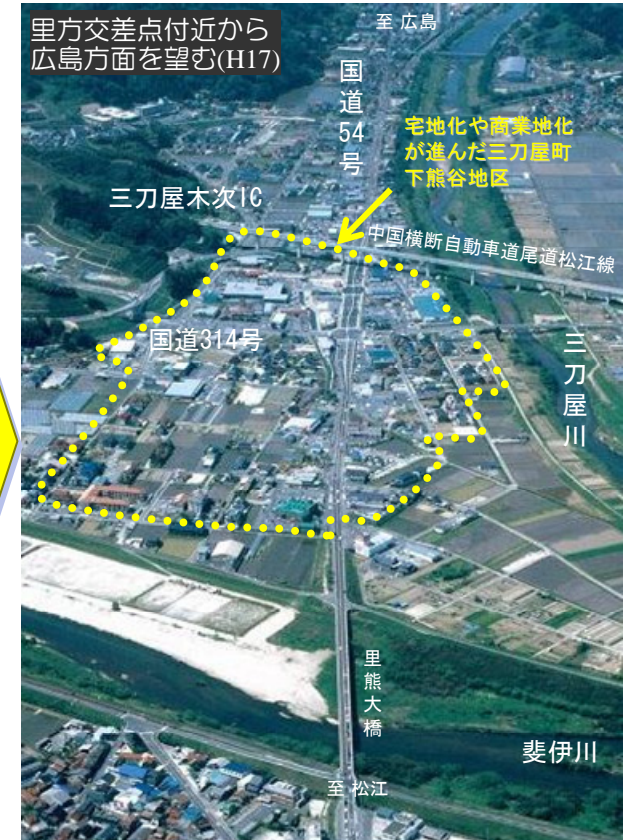 里方交差点付近から
広島方面を望む(H17)
至 広島
国道54号
宅地化や商業地化
が進んだ三刀屋町
下熊谷地区
三刀屋木次IC
中国横断自動車道尾道松江線
国道314号
三刀屋川
里熊大橋
斐伊川
至 松江